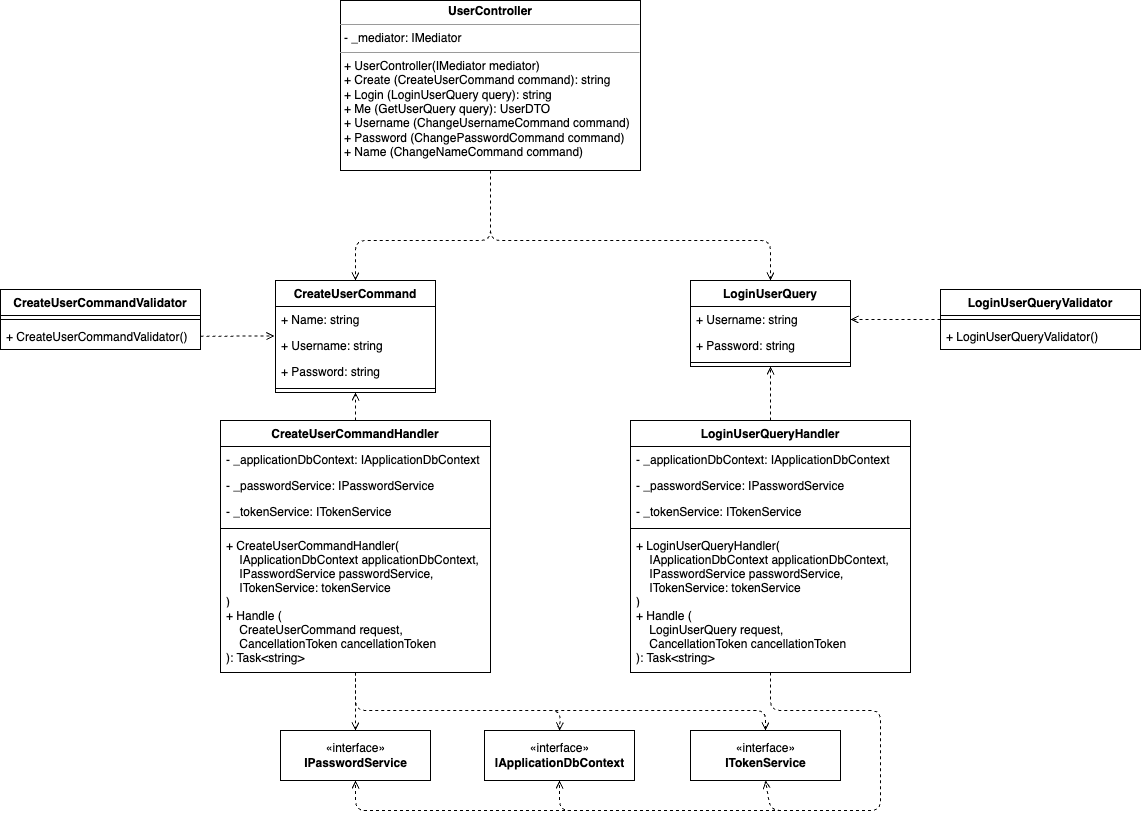 UserController
- _mediator: IMediator
+ UserController(IMediator mediator)
+ Create (CreateUserCommand command): string
+ Login (LoginUserQuery query): string
+ Me (GetUserQuery query): UserDTO
+ Username (ChangeUsernameCommand command)
+ Password (ChangePasswordCommand command)
+ Name (ChangeNameCommand command)
CreateUserCommandValidator
+ CreateUserCommandValidator()
CreateUserCommand
+ Name: string
+ Username: string
+ Password: string
LoginUserQuery
+ Username: string
+ Password: string
LoginUserQueryValidator
+ LoginUserQueryValidator()
CreateUserCommandHandler
- _applicationDbContext: IApplicationDbContext
- _passwordService: IPasswordService
- _tokenService: ITokenService
+ CreateUserCommandHandler(
IApplicationDbContext applicationDbContext,
IPasswordService passwordService,
ITokenService: tokenService
)
+ Handle (
CreateUserCommand request,
CancellationToken cancellationToken
): Task<string>
LoginUserQueryHandler
- _applicationDbContext: IApplicationDbContext
- _passwordService: IPasswordService
- _tokenService: ITokenService
+ LoginUserQueryHandler(
IApplicationDbContext applicationDbContext,
IPasswordService passwordService,
ITokenService: tokenService
)
+ Handle (
LoginUserQuery request,
CancellationToken cancellationToken
): Task<string>
«interface»
IPasswordService
«interface»
IApplicationDbContext
«interface»
ITokenService